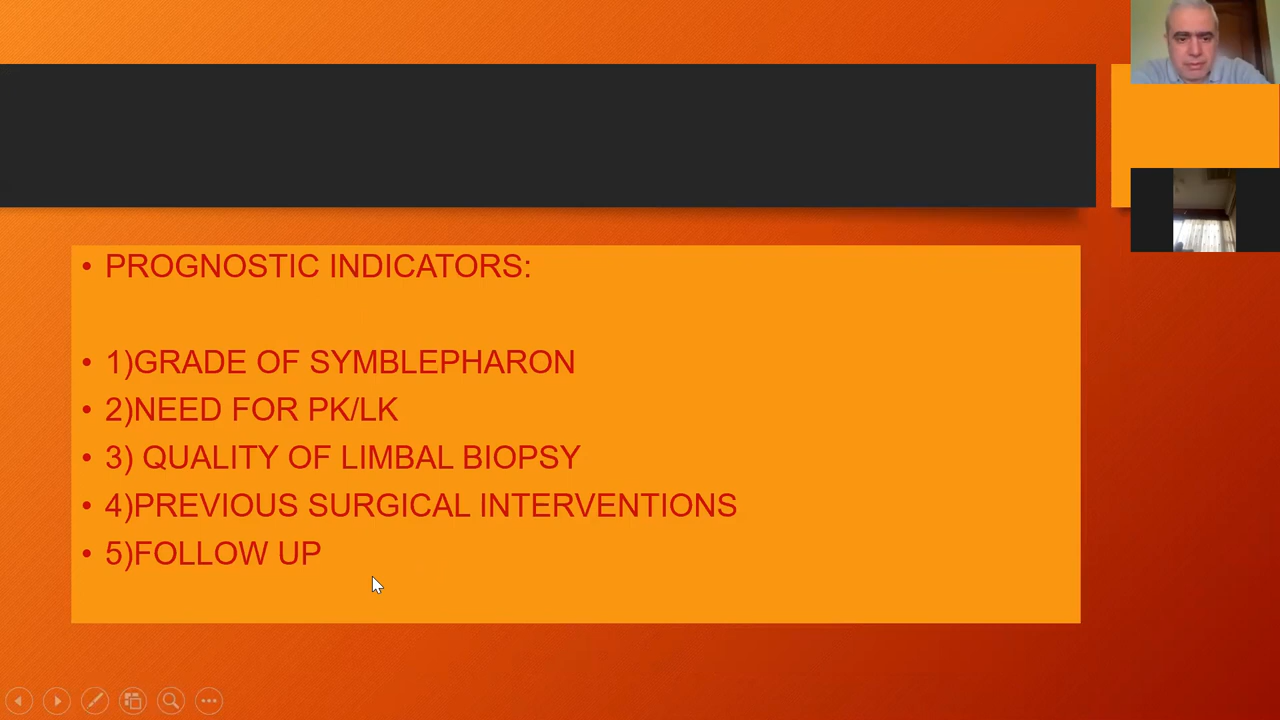 • PROGNOSTIC INDICATORS:
• 1)GRADE OF SYMBLEPHARON
• 2)NEED FOR PK/LK
• 3) QUALITY OF LIMBAL BIOPSY
• 4)PREVIOUS SURGICAL INTERVENTIONS
• 5)FOLLOW UP